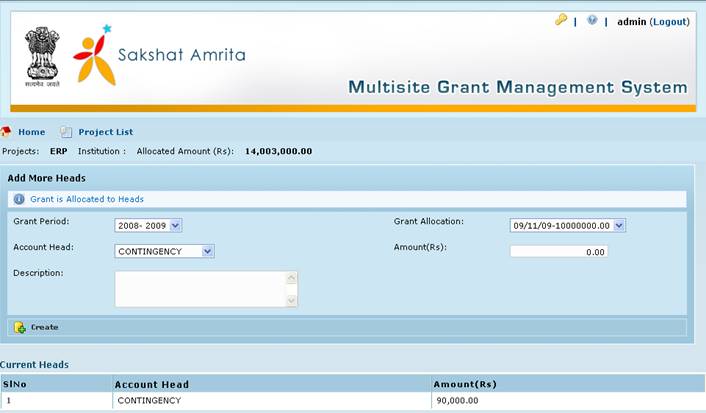 admin (Logout)
सत्यमेव जयते
Sakshat Amrita
Multisite Grant Management System
Home Project List
Projects: ERP Institution : Allocated Amount (Rs): 14,003,000.00
Add More Heads
Grant is Allocated to Heads
Grant Period: 2008- 2009 Grant Allocation: 09/11/09-10000000.00
Account Head: CONTINGENCY Amount(Rs): 0.00
Description:
Create
Current Heads
SlNo Account Head Amount(Rs)
1 CONTINGENCY 90,000.00